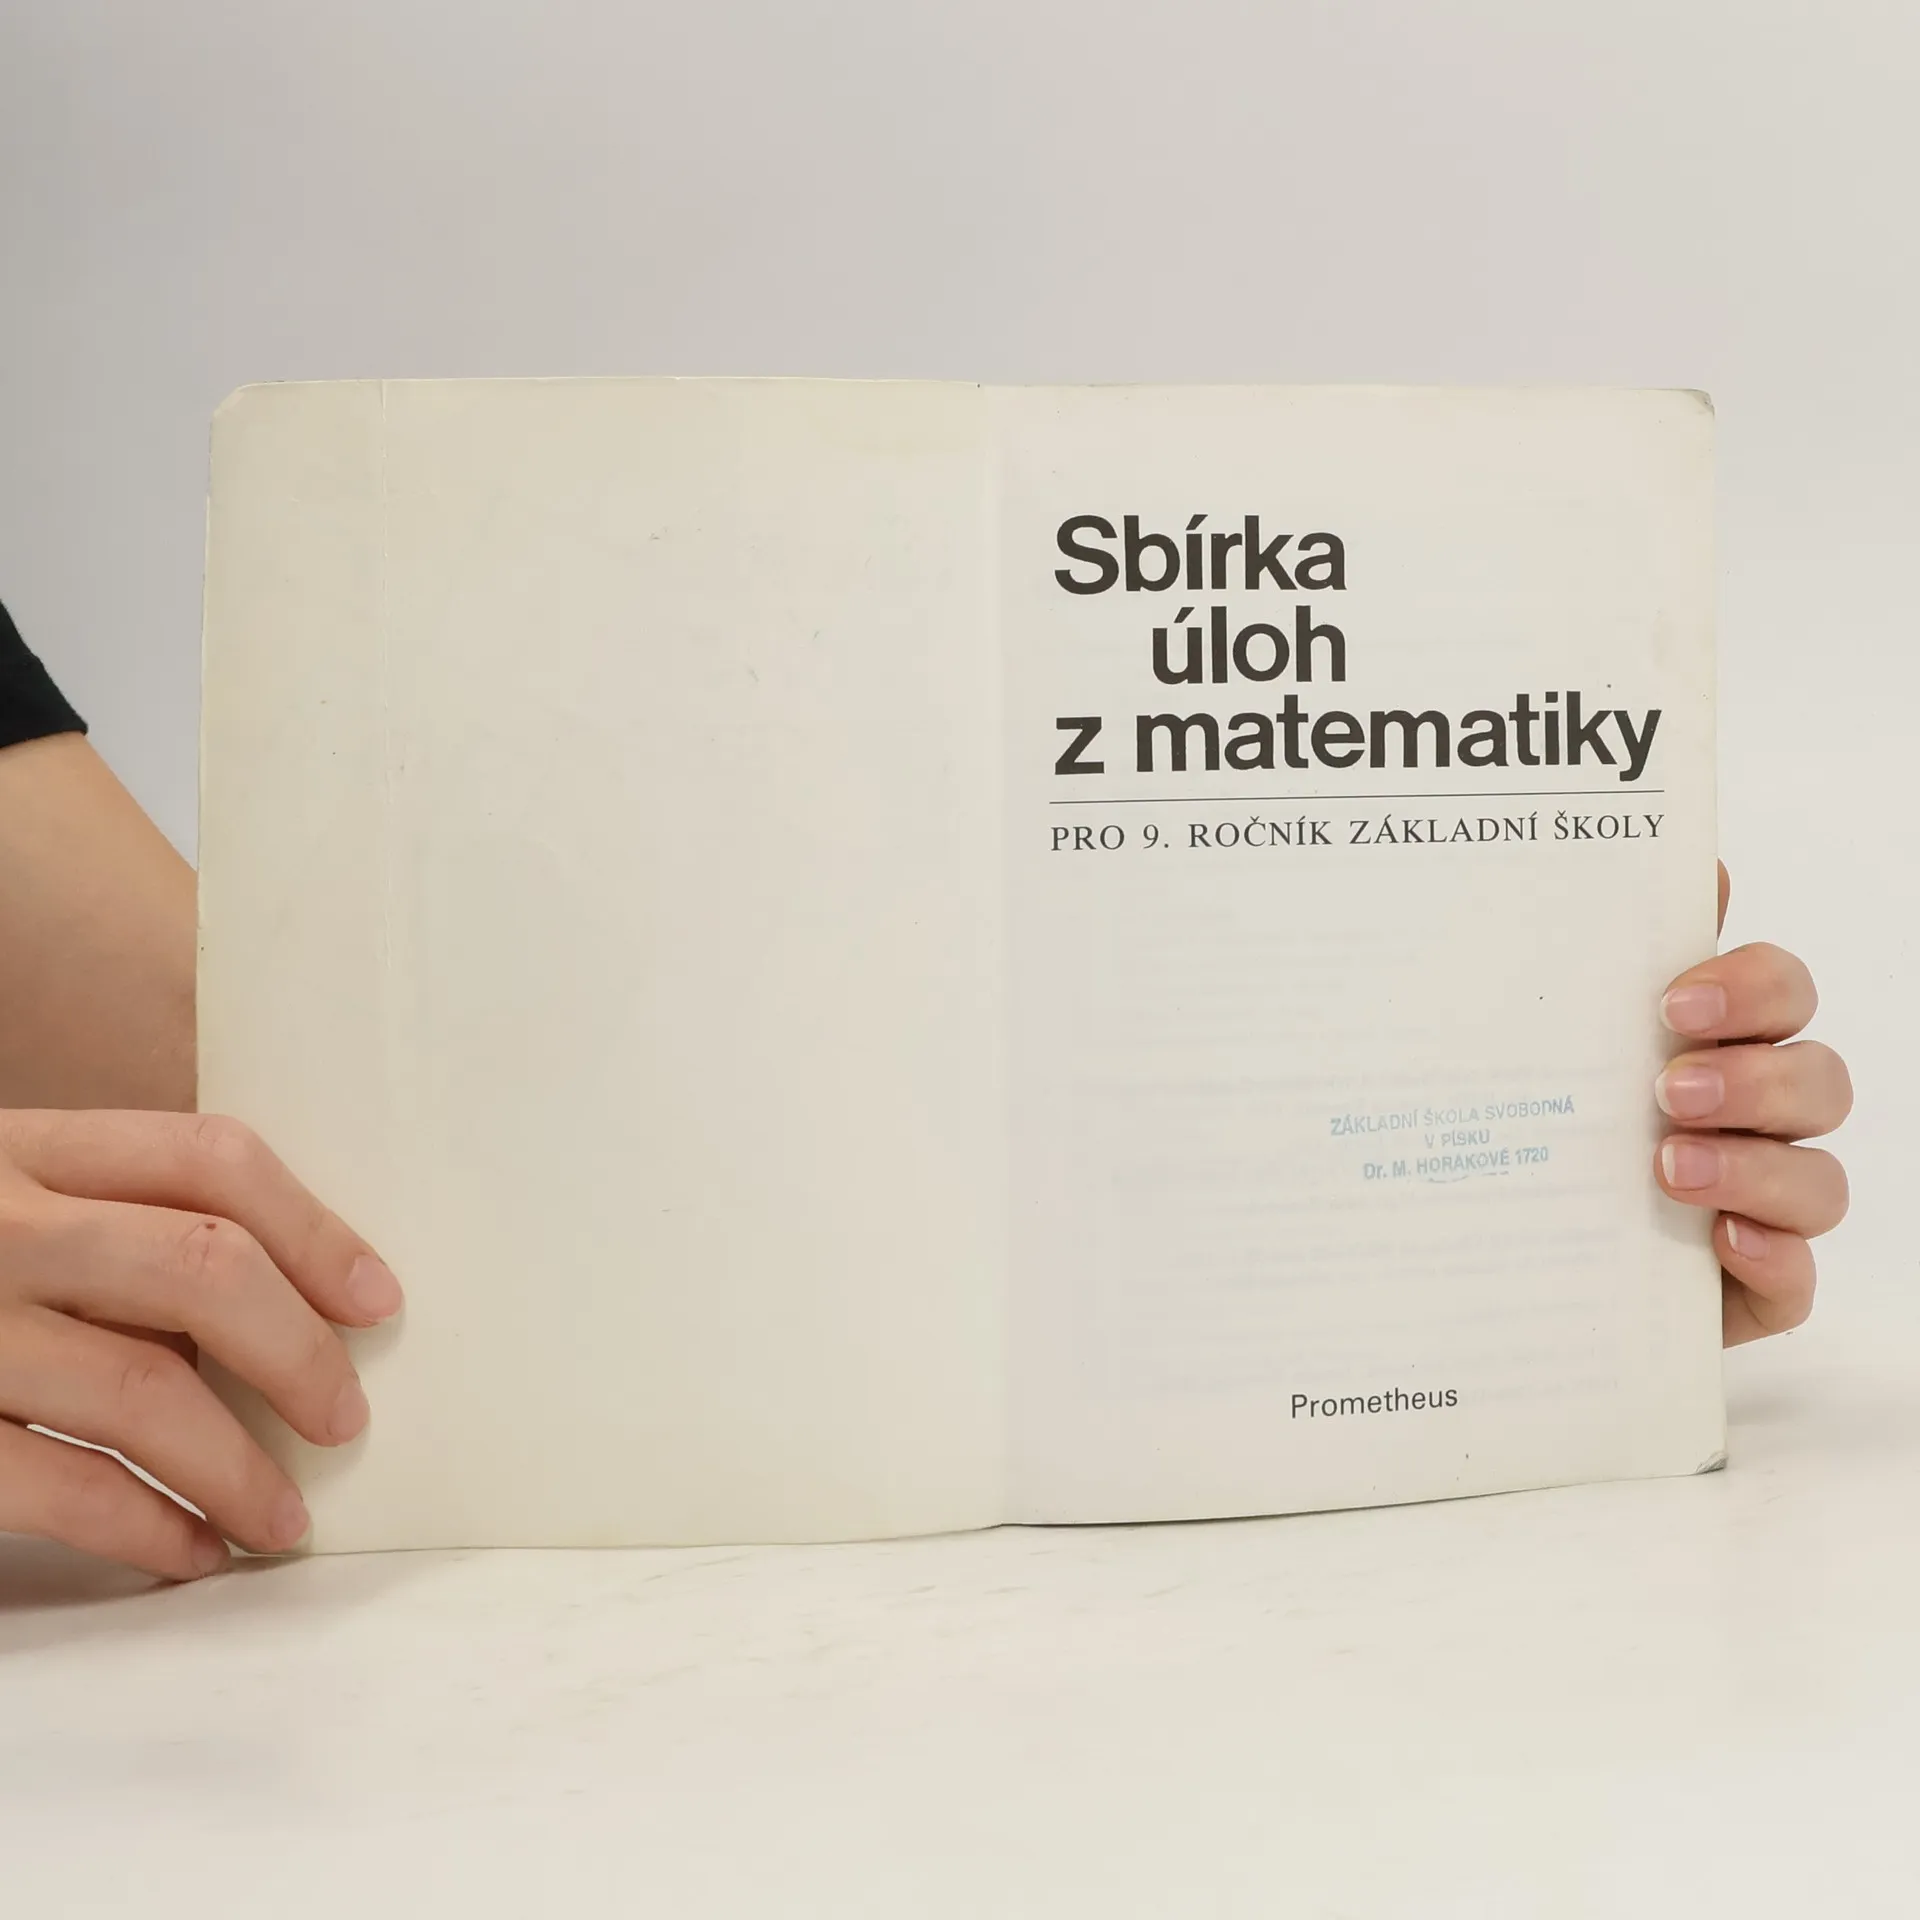 Sbírka
úloh
z matematiky
PRO 9. ROČNÍK ZÁKLADNÍ ŠKOLY
ZÁKLADNÍ ŠKOLA SVOBODNÁ
V PÍSKU
Dr. M. HORÁKOVÉ 1720
Prometheus